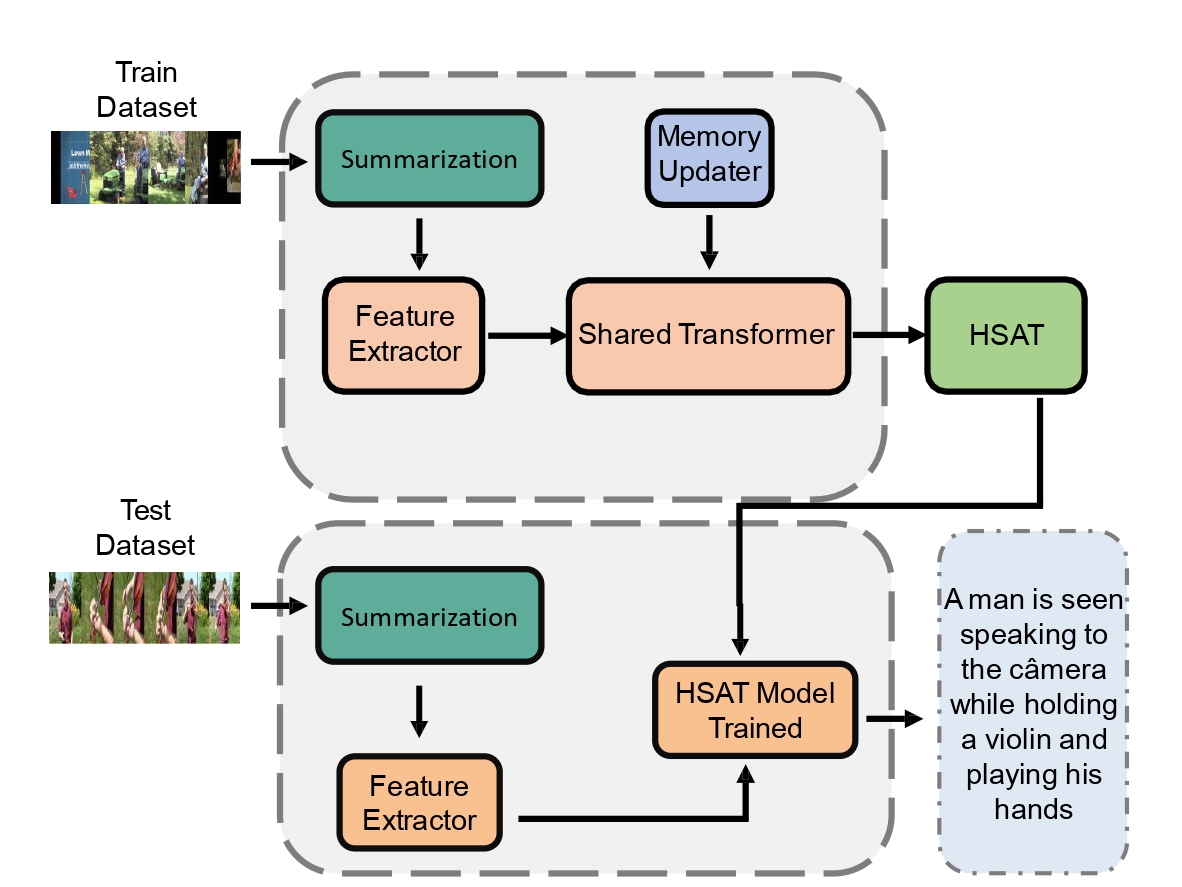 Train
Dataset
Summarization
Memory
Updater
Feature
Extractor
Shared Transformer
HSAT
Test
Dataset
Summarization
HSAT Model
Trained
Feature
Extractor
A man is seen
speaking to
the câmera
while holding
a violin and
playing his
hands